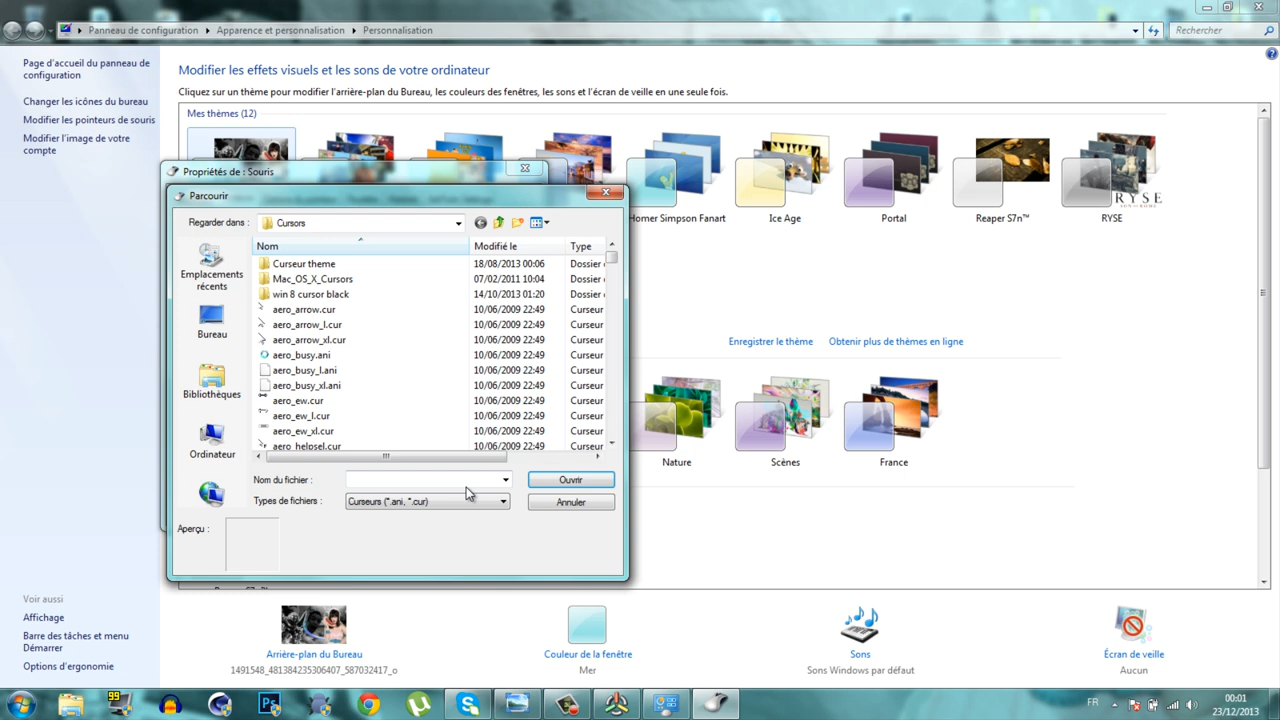 Panneau de configuration
Apparence et personnalisation
Personnalisation
Rechercher
Page d'accueil du panneau de
configuration
Changer les icônes du bureau
Modifier les pointeurs de souris
Modifier l'image de votre
compte
Modifier les effets visuels et les sons de votre ordinateur
Cliquez sur un thème pour modifier l'arrière-plan du Bureau, les couleurs des fenêtres, les sons et l'écran de veille en une seule fois.
Mes thèmes (12)
Homer Simpson Fanart
Ice Age
Portal
Reaper S7n™
RYSE
RYSE
Propriétés de : Souris
Parcourir
Regarder dans :
Cursors
Nom
Modifié le
Type
Curseur theme
18/08/2013 00:06
Dossier
Mac_OS_X_Cursors
07/02/2011 10:04
Dossier
win 8 cursor black
14/10/2013 01:20
Dossier
aero_arrow.cur
10/06/2009 22:49
Curseur
aero_arrow_l.cur
10/06/2009 22:49
Curseur
aero_arrow_xl.cur
10/06/2009 22:49
Curseur
aero_busy.ani
10/06/2009 22:49
Curseur
aero_busy_l.ani
10/06/2009 22:49
Curseur
aero_busy_xl.ani
10/06/2009 22:49
Curseur
aero_ew.cur
10/06/2009 22:49
Curseur
aero_ew_l.cur
10/06/2009 22:49
Curseur
aero_ew_xl.cur
10/06/2009 22:49
Curseur
aero_helpsel.cur
10/06/2009 22:49
Curseur
Emplacements
récents
Bureau
Bibliothèques
Ordinateur
Nom du fichier :
Ouvrir
Types de fichiers :
Curseurs (*.ani, *.cur)
Annuler
Aperçu :
Enregistrer le thème
Obtenir plus de thèmes en ligne
Nature
Scènes
France
Voir aussi
Affichage
Barre des tâches et menu
Démarrer
Options d'ergonomie
Arrière-plan du Bureau
1491548_481384235306407_587032417_o
Couleur de la fenêtre
Mer
Sons
Sons Windows par défaut
Écran de veille
Aucun
99
Ps
FR
00:01
23/12/2013